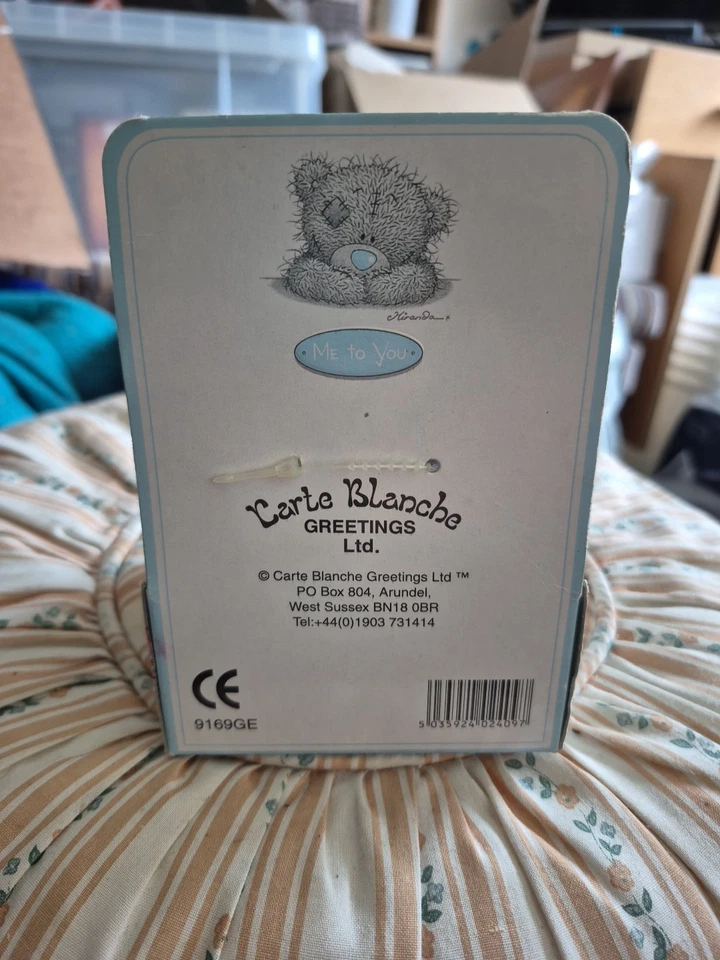 Miranda
ME to YOU
Carte Blanche
GREETINGS
Ltd.
© Carte Blanche Greetings Ltd ™
PO Box 804, Arundel,
West Sussex BN18 0BR
Tel:+44(0)1903 731414
CE
9169GE
5 035924 024097